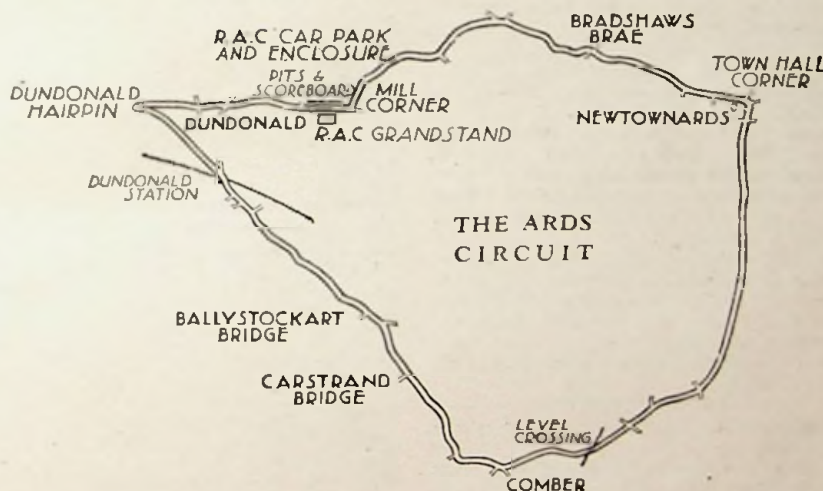 BRADSHAWS
BRAE
R.A.C CAR PARK
AND ENCLOSURE
TOWN HALL
CORNER
PITS &
SCOREBOARD
MILL
CORNER
DUNDONALD
HAIRPIN
DUNDONALD
R.A.C GRANDSTAND
NEWTOWNARDS
DUNDONALD
STATION
THE ARDS
CIRCUIT
BALLYSTOCKART
BRIDGE
CARSTRAND
BRIDGE
LEVEL
CROSSING
COMBER